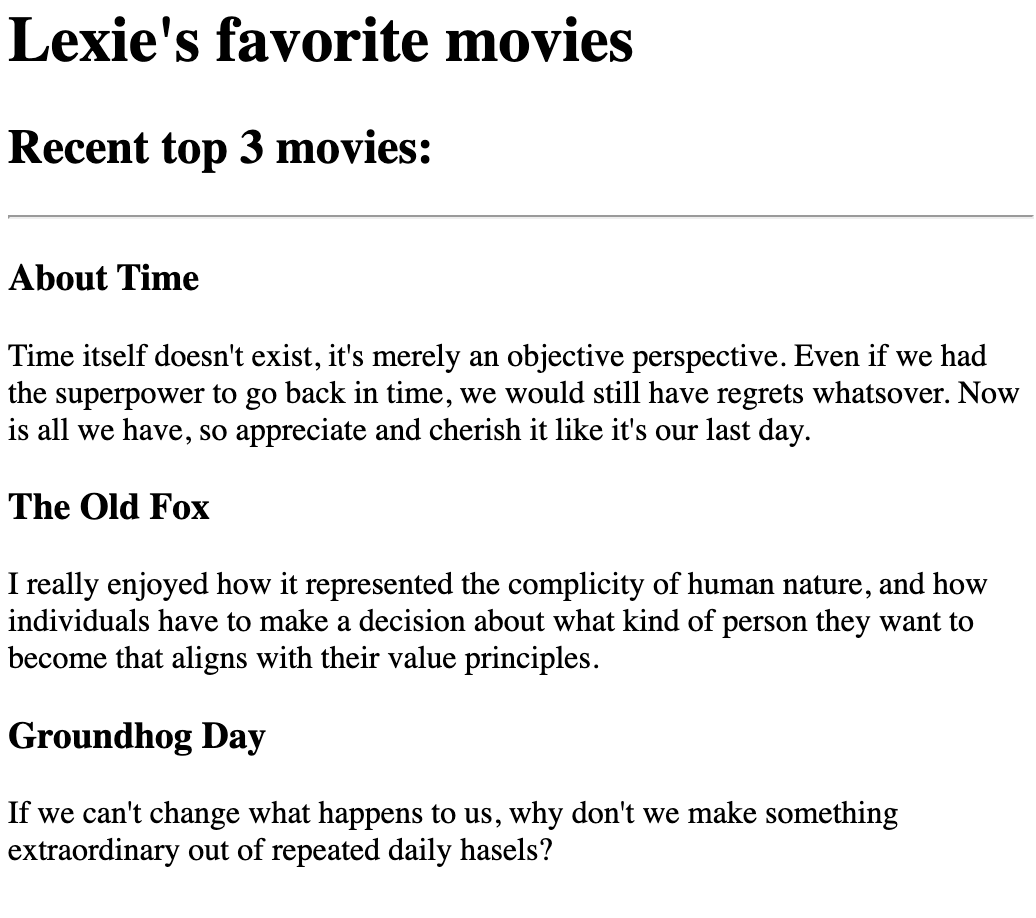 Lexie's favorite movies
Recent top 3 movies:
About Time
Time itself doesn't exist, it's merely an objective perspective. Even if we had
the superpower to go back in time, we would still have regrets whatsover. Now
is all we have, so appreciate and cherish it like it's our last day.
The Old Fox
I really enjoyed how it represented the complicity of human nature, and how
individuals have to make a decision about what kind of person they want to
become that aligns with their value principles.
Groundhog Day
If we can't change what happens to us, why don't we make something
extraordinary out of repeated daily hasels?